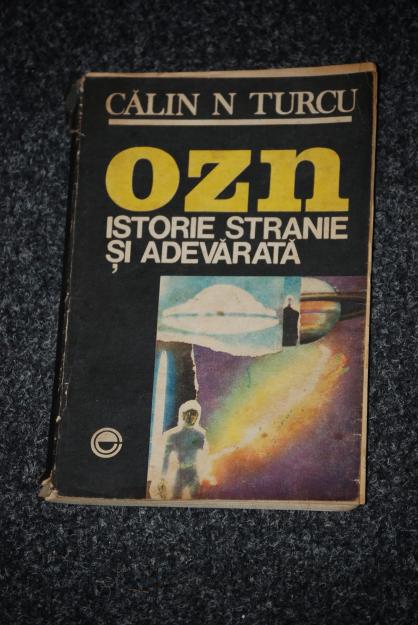 CĂLIN N TURCU
ozn
ISTORIE STRANIE
ȘI ADEVĂRATĂ